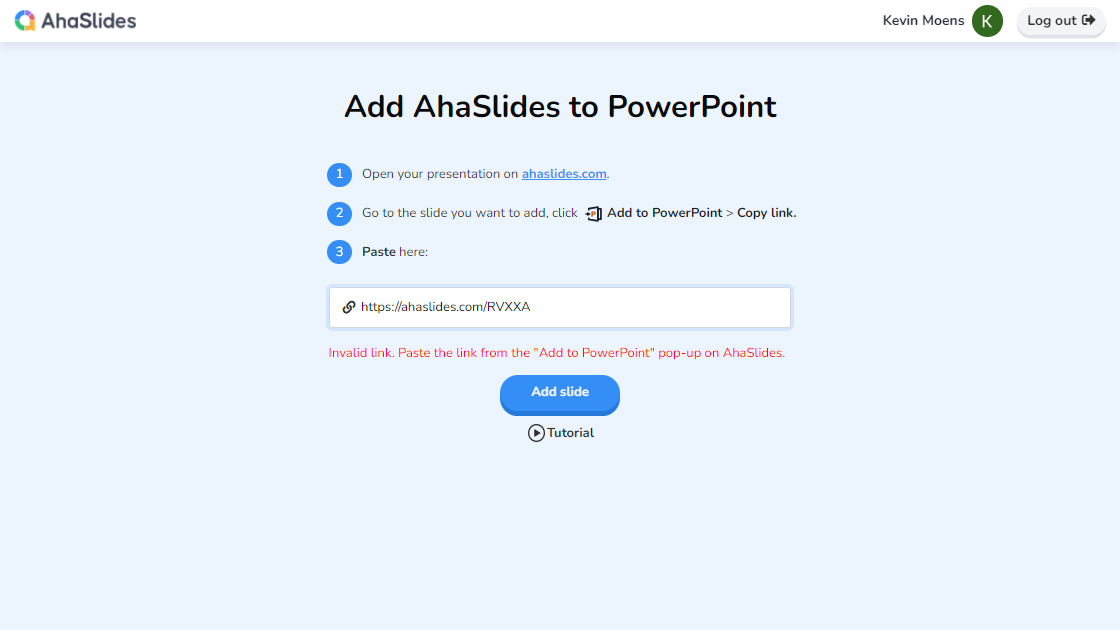 AhaSlides
Kevin Moens K Log out
Add AhaSlides to PowerPoint
1 Open your presentation on ahaslides.com.
2 Go to the slide you want to add, click Add to PowerPoint > Copy link.
3 Paste here:
https://ahaslides.com/RVXXA
Invalid link. Paste the link from the "Add to PowerPoint" pop-up on AhaSlides.
Add slide
Tutorial